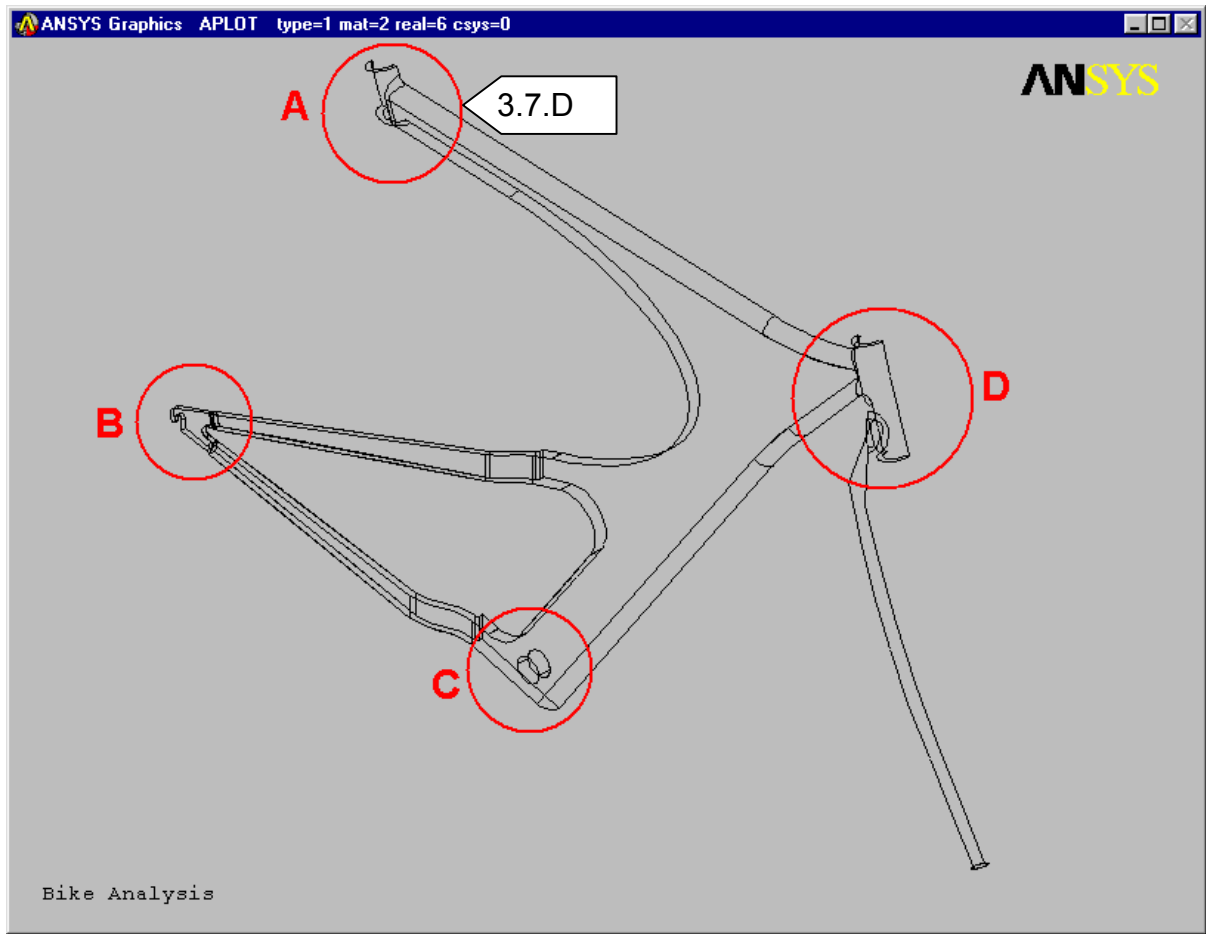 ANSYS Graphics APLOT type=1 mat=2 real=6 csys=0
ANSYS
A
3.7.D
D
B
C
Bike Analysis